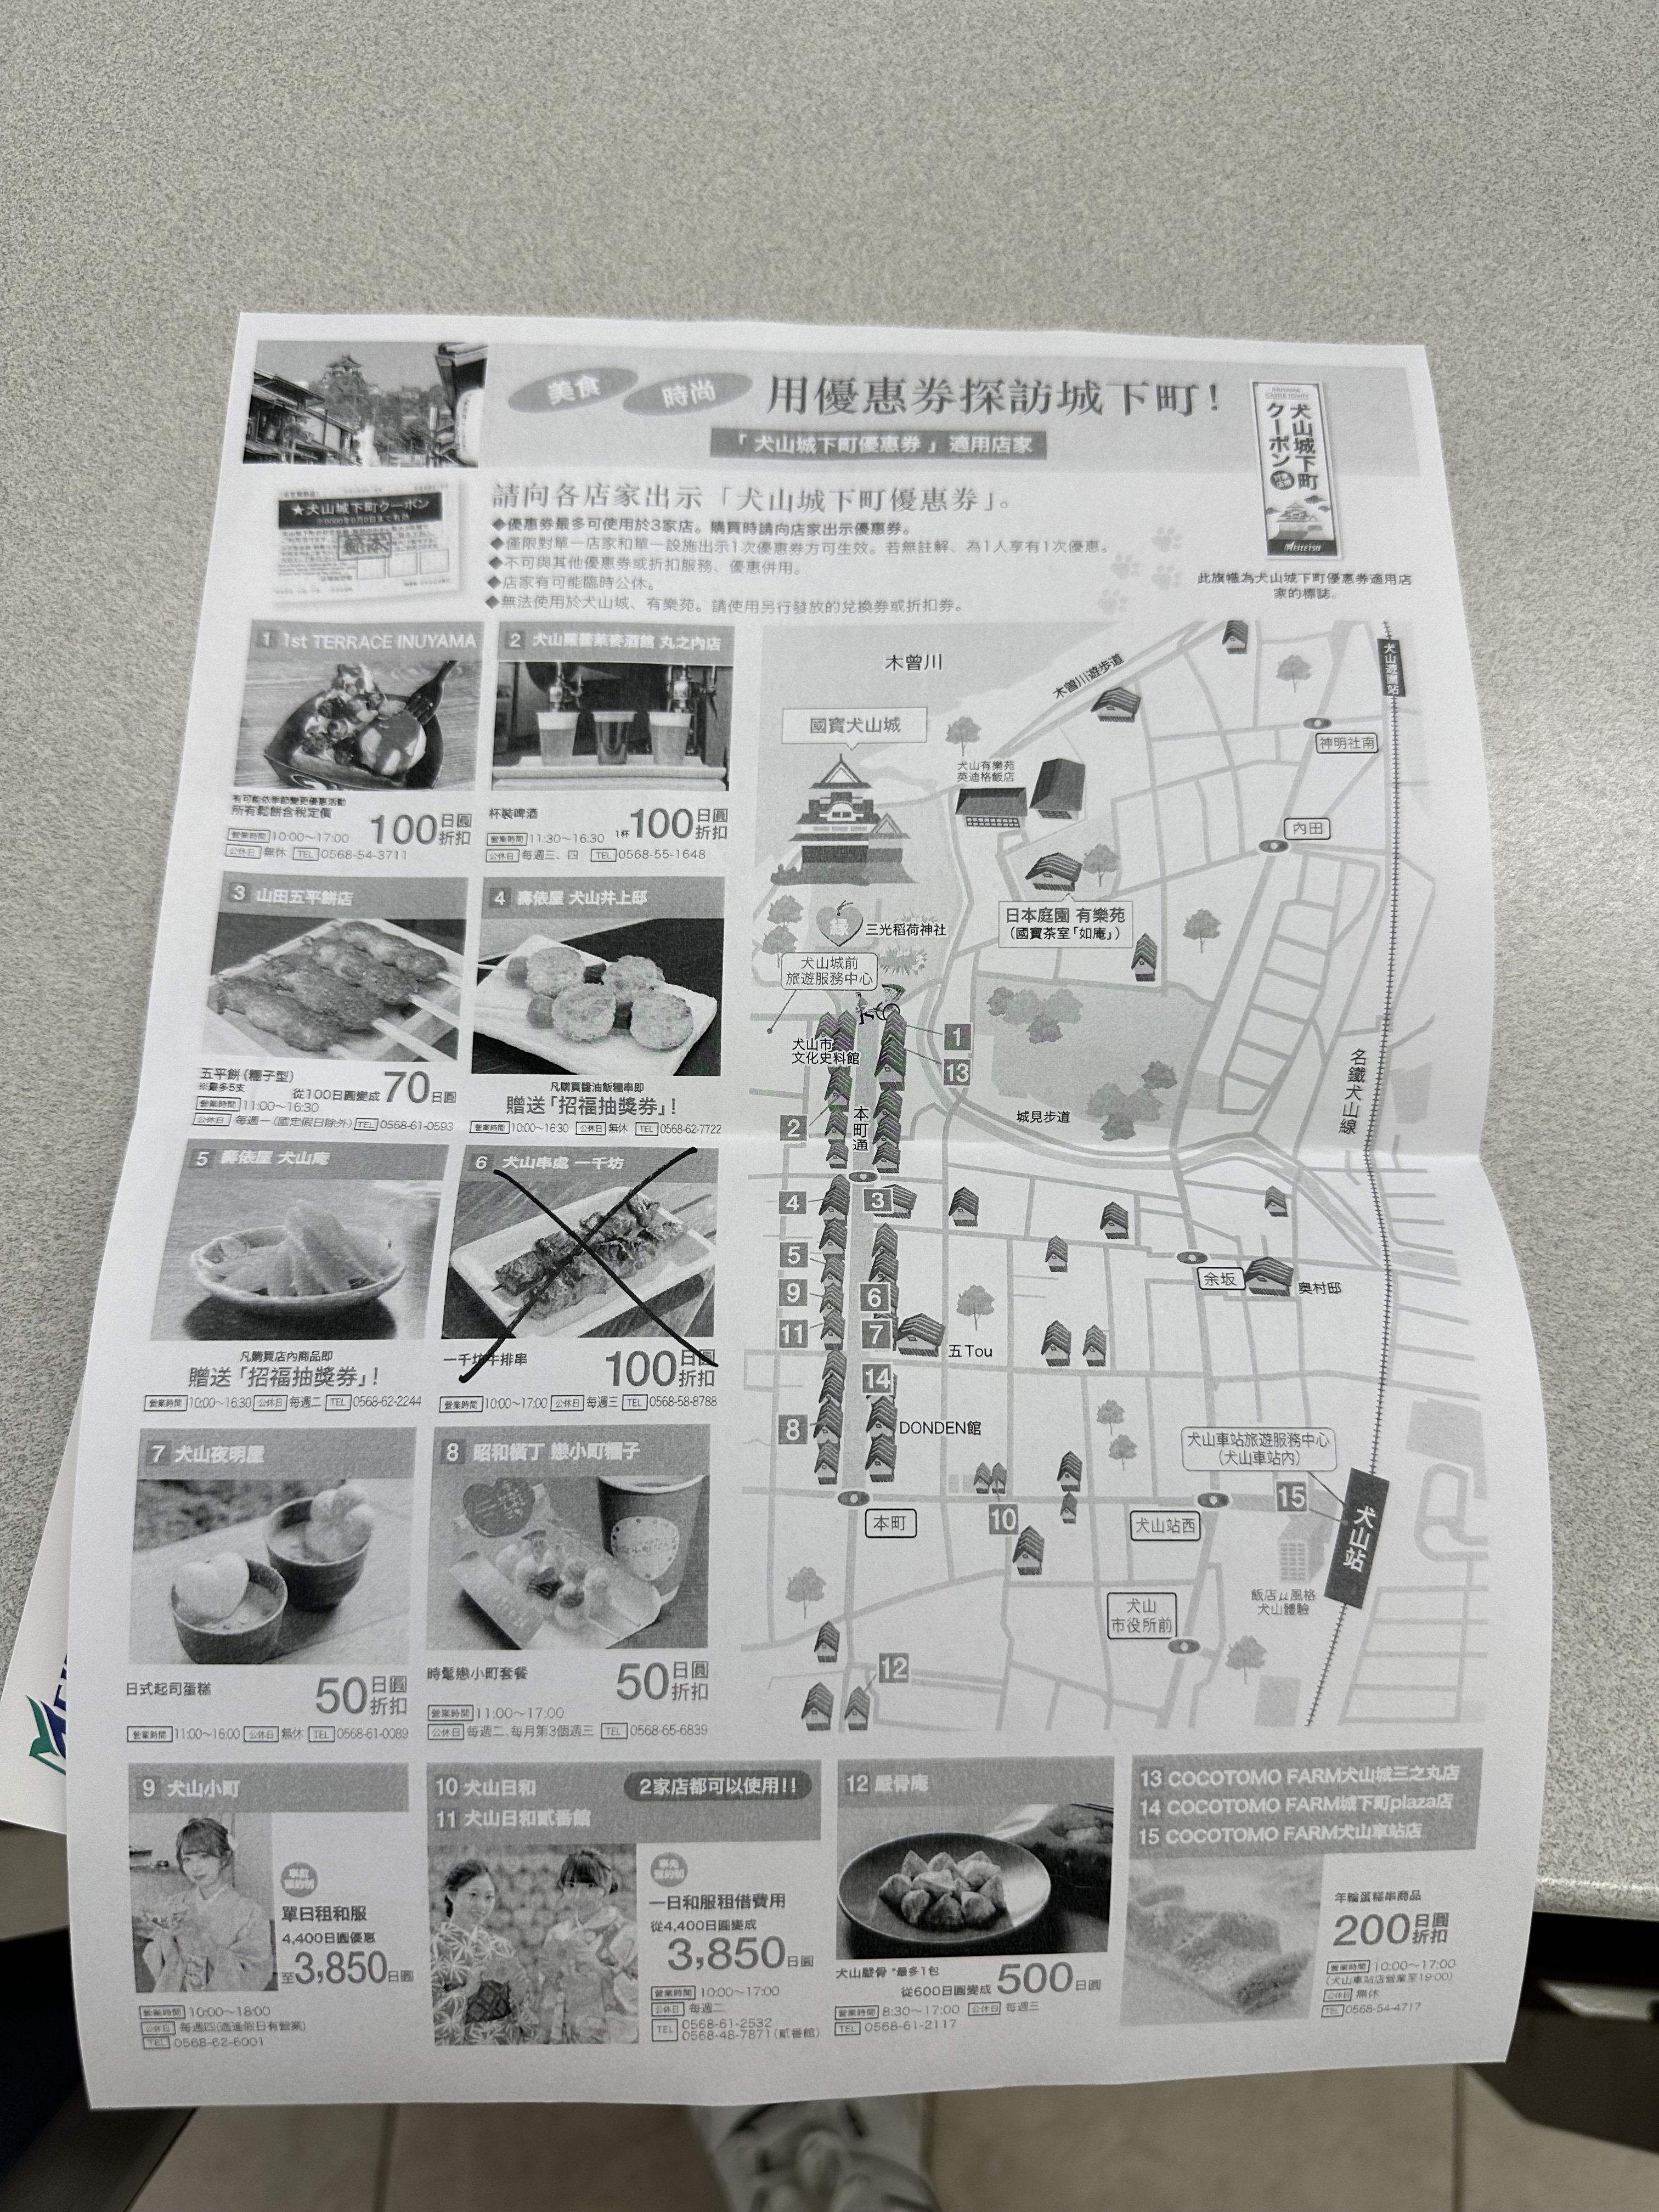 美食
時尚
用優惠券探訪城下町!
「犬山城下町優惠券」適用店家
犬山城下町
クーポン
MEITETSU
★犬山城下町クーポン
範本
請向各店家出示「犬山城下町優惠券」。
◆優惠券最多可使用於3家店。購買時請向店家出示優惠券。
◆僅限對單一店家和單一設施出示1次優惠券方可生效。若無註解、為1人享有1次優惠。
◆不可與其他優惠券或折扣服務、優惠併用。
◆店家有可能臨時公休。
◆無法使用於犬山城、有樂苑。請使用另行發放的兌換券或折扣券。
此旗幟為犬山城下町優惠券適用店
家的標誌。
1 1st TERRACE INUYAMA
有可能依季節變更優惠活動
所有鬆餅含稅定價
100日圓折扣
營業時間 10:00~17:00
公休日 無休 TEL 0568-54-3711
2 犬山羅蕾萊麥酒館 丸之內店
杯裝啤酒
1杯100日圓折扣
營業時間 11:30~16:30
公休日 每週三、四 TEL 0568-55-1648
3 山田五平餅店
五平餅(糰子型)
※最多5支
從100日圓變成70日圓
營業時間 11:00~16:30
公休日 每週一(國定假日除外) TEL 0568-61-0593
4 壽俵屋 犬山井上邸
凡購買醬油飯糰串即
贈送「招福抽獎券」!
營業時間 10:00~16:30 公休日 無休 TEL 0568-62-7722
5 壽俵屋 犬山庵
凡購買店內商品即
贈送「招福抽獎券」!
營業時間 10:00~16:30 公休日 每週二 TEL 0568-62-2244
6 犬山串處 一千坊
一千坊牛排串
100日圓折扣
營業時間 10:00~17:00 公休日 每週三 TEL 0568-58-8788
7 犬山夜明屋
日式起司蛋糕
50日圓折扣
營業時間 11:00~16:00 公休日 無休 TEL 0568-61-0089
8 昭和橫丁 戀小町糰子
時髦戀小町套餐
50日圓折扣
營業時間 11:00~17:00
公休日 每週二、每月第3個週三 TEL 0568-65-6839
木曾川
木曾川遊步道
犬山遊園站
國寶犬山城
神明社南
犬山有樂苑
英迪格飯店
內田
日本庭園 有樂苑
(國寶茶室「如庵」)
緣
三光稻荷神社
犬山城前
旅遊服務中心
犬山市
文化史料館
1
13
名鐵犬山線
城見步道
本町通
2
4
3
5
9
6
11
7
五Tou
余坂
奧村邸
14
8
DONDEN館
犬山車站旅遊服務中心
(犬山車站內)
15
10
本町
犬山站西
犬山站
飯店μ風格
犬山體驗
犬山
市役所前
12
9 犬山小町
事前預約制
單日租和服
4,400日圓優惠
至3,850日圓
營業時間 10:00~18:00
公休日 每週四(適逢假日有營業)
TEL 0568-62-6001
10 犬山日和
11 犬山日和貳番館
2家店都可以使用!!
事先預約制
一日和服租借費用
從4,400日圓變成
3,850日圓
營業時間 10:00~17:00
公休日 每週二
TEL 0568-61-2532
0568-48-7871(貳番館)
12 嚴骨庵
犬山嚴骨 *最多1包
從600日圓變成500日圓
營業時間 8:30~17:00 公休日 每週三
TEL 0568-61-2117
13 COCOTOMO FARM犬山城三之丸店
14 COCOTOMO FARM城下町plaza店
15 COCOTOMO FARM犬山車站店
年輪蛋糕串商品
200日圓折扣
營業時間 10:00~17:00
(犬山車站店營業至19:00)
公休日 無休
TEL 0568-54-4717